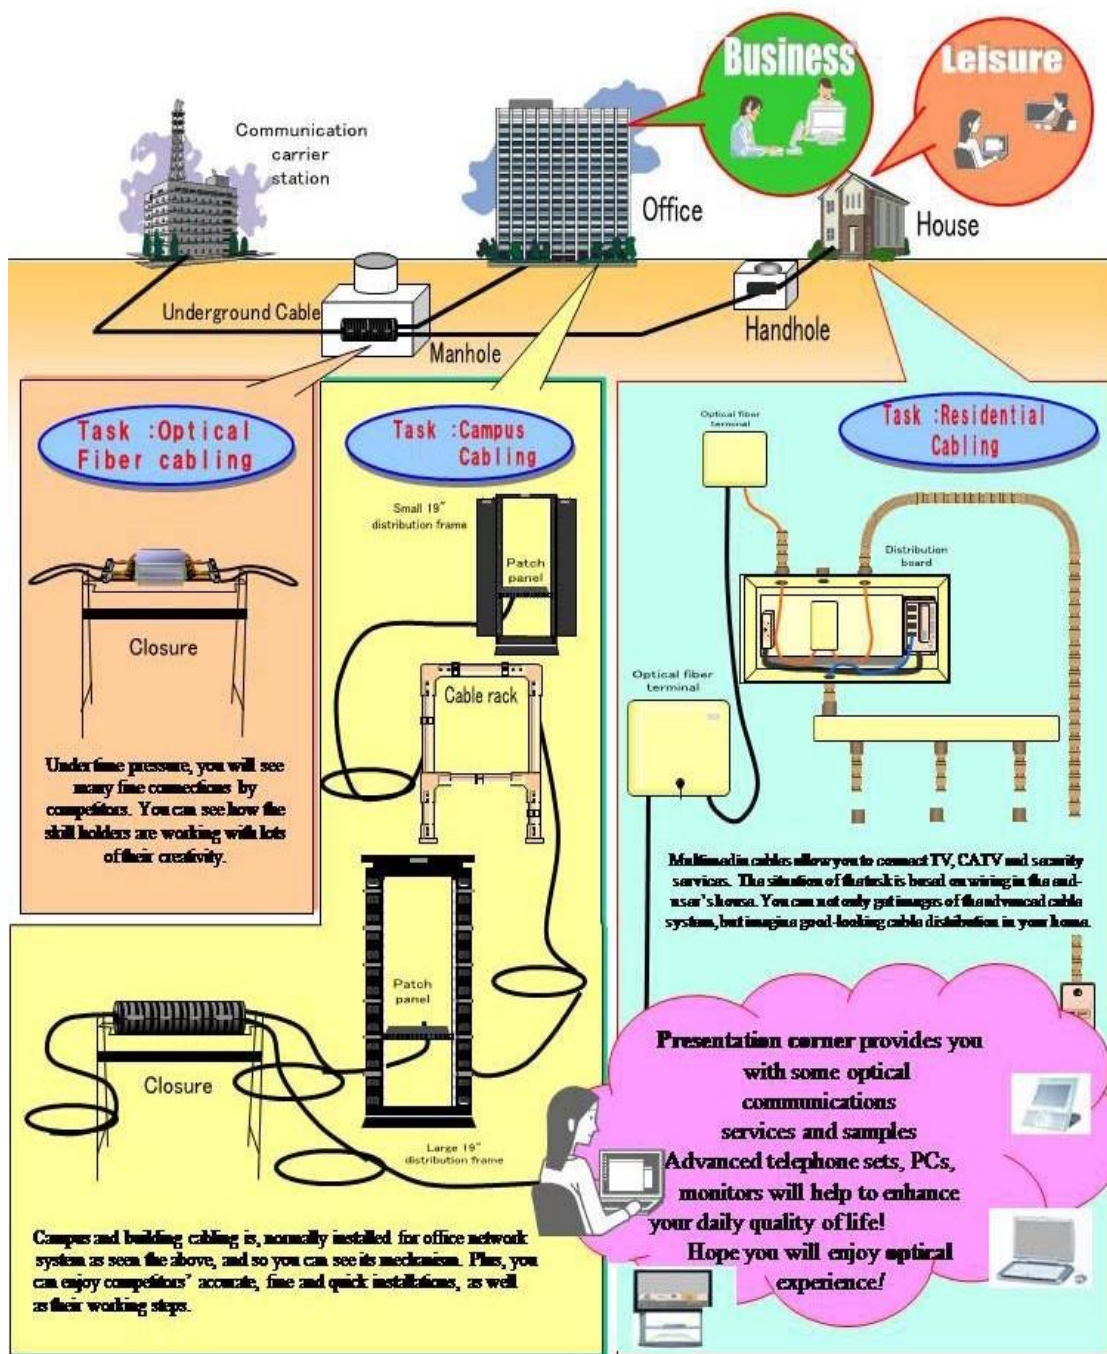 Business
Leisure
Communication
carrier
station
Office
House
Underground Cable
Manhole
Handhole
Task :Optical
Fiber cabling
Closure
Under time pressure, you will see
many fine connections by
competitors. You can see how the
skill holders are working with lots
of their creativity.
Task :Campus
Cabling
Small 19"
distribution frame
Patch
panel
Cable rack
Patch
panel
Closure
Large 19"
distribution frame
Campus and building cabling is, normally installed for office network
system as seen the above, and so you can see its mechanism. Plus, you
can enjoy competitors' accurate, fine and quick installations, as well
as their working steps.
Task :Residential
Cabling
Optical fiber
terminal
Distribution
board
Optical fiber
terminal
Multimedia cables allow you to connect TV, CATV and security
services. The situation of the task is based on wiring in the end-
user's house. You can not only get images of the advanced cable
system, but imagine good-looking cable distribution in your home.
Presentation corner provides you
with some optical
communications
services and samples
Advanced telephone sets, PCs,
monitors will help to enhance
your daily quality of life!
Hope you will enjoy optical
experience!